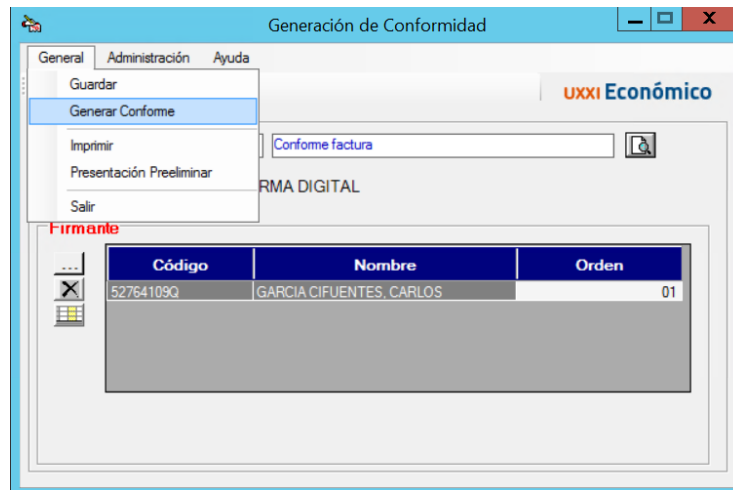 Generación de Conformidad
General Administración Ayuda
Guardar
Generar Conforme
Imprimir
Presentación Preeliminar
Salir
uxxi Económico
Conforme factura
RMA DIGITAL
Firmante
... Código Nombre Orden
52764109Q GARCIA CIFUENTES, CARLOS 01